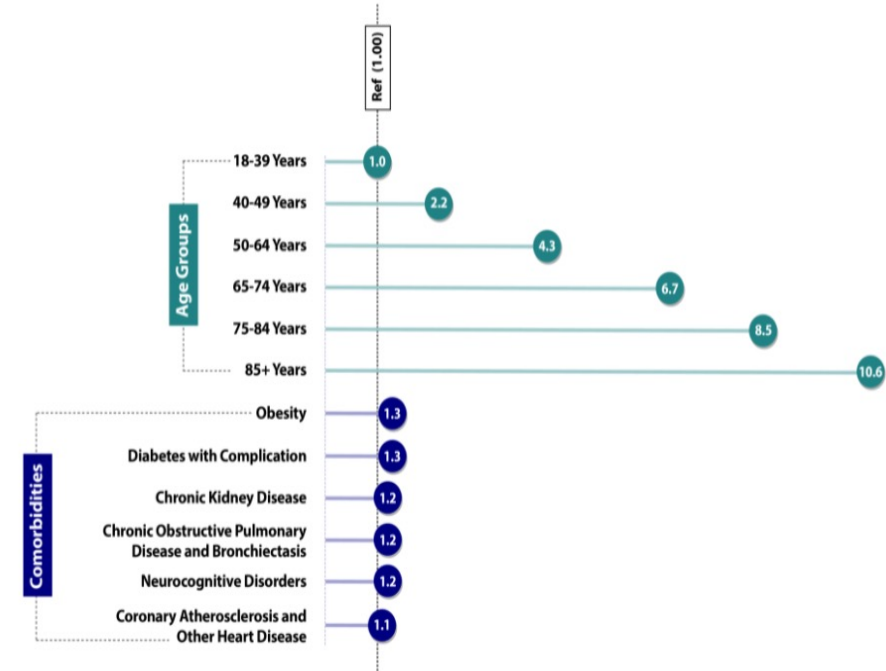 Ref (1.00)
Age Groups
18-39 Years 1.0
40-49 Years 2.2
50-64 Years 4.3
65-74 Years 6.7
75-84 Years 8.5
85+ Years 10.6
Comorbidities
Obesity 1.3
Diabetes with Complication 1.3
Chronic Kidney Disease 1.2
Chronic Obstructive Pulmonary
Disease and Bronchiectasis 1.2
Neurocognitive Disorders 1.2
Coronary Atherosclerosis and
Other Heart Disease 1.1